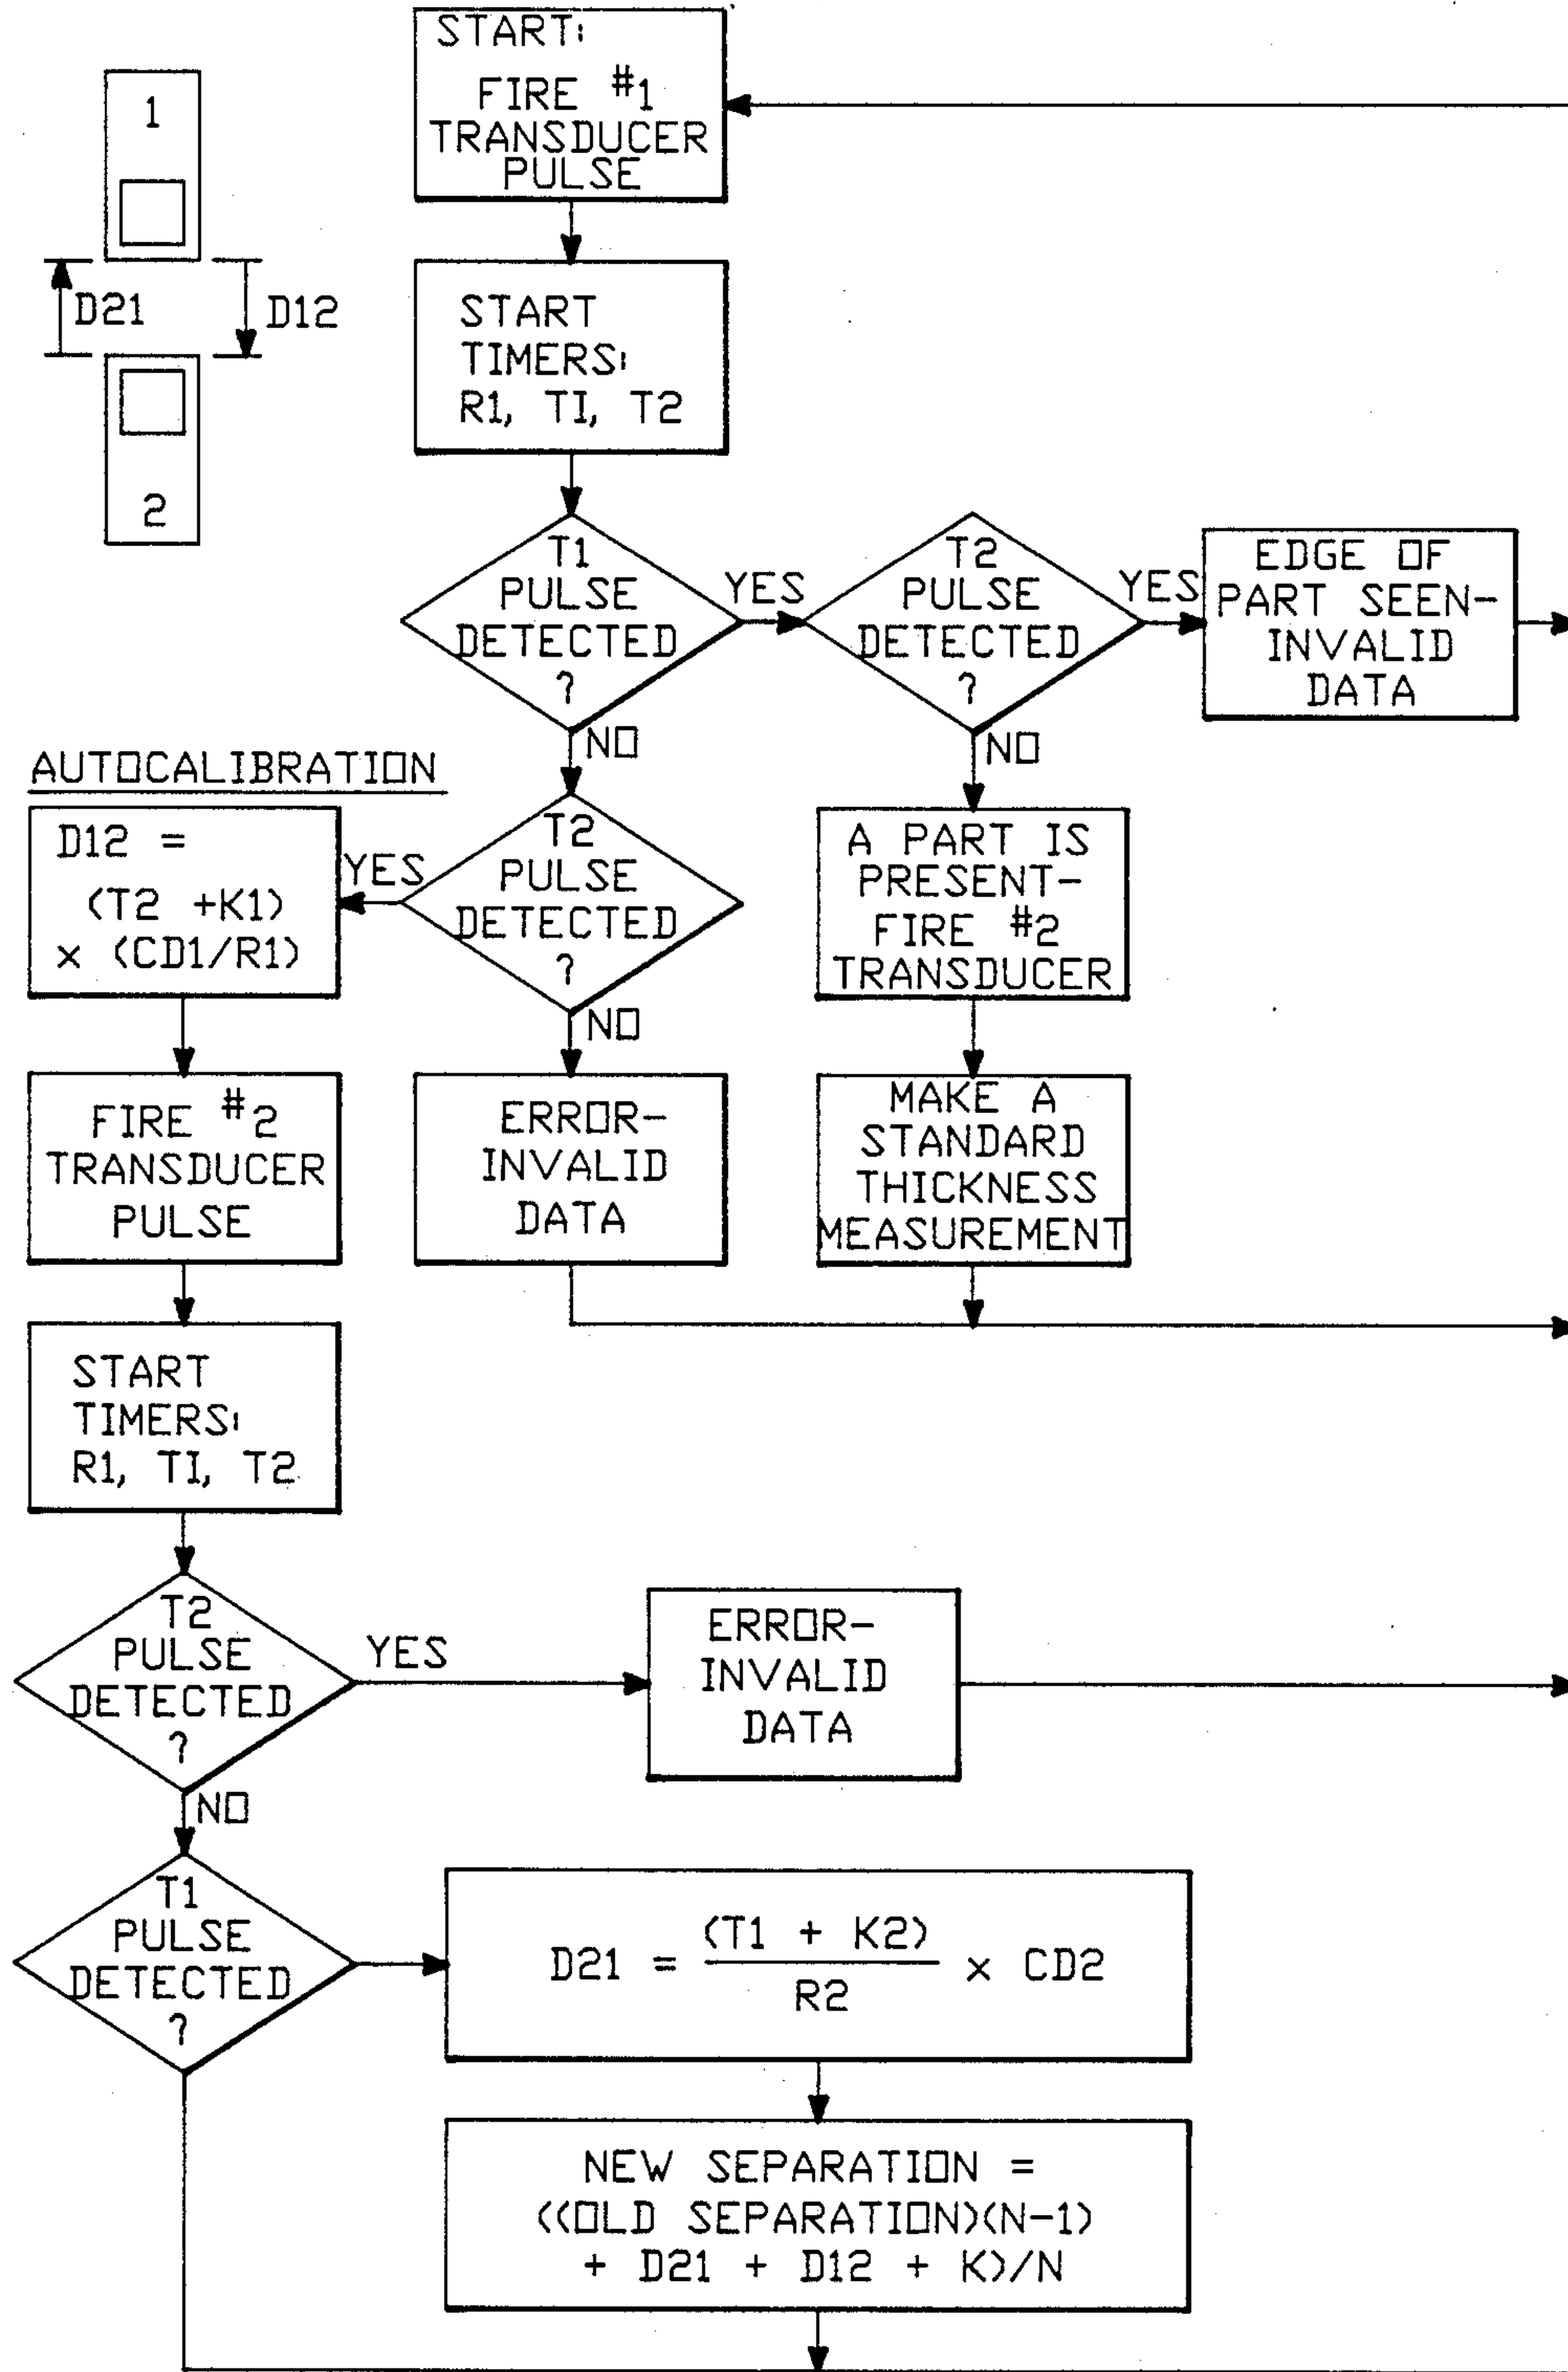 START:
FIRE #1
TRANSDUCER
PULSE
1
D21
D12
2
START
TIMERS:
R1, TI, T2
T1
PULSE
DETECTED
?
YES
T2
PULSE
DETECTED
?
YES
EDGE OF
PART SEEN-
INVALID
DATA
NO
NO
AUTOCALIBRATION
D12 =
(T2 +K1)
x (CD1/R1)
YES
T2
PULSE
DETECTED
?
A PART IS
PRESENT-
FIRE #2
TRANSDUCER
NO
FIRE #2
TRANSDUCER
PULSE
ERROR-
INVALID
DATA
MAKE A
STANDARD
THICKNESS
MEASUREMENT
START
TIMERS:
R1, TI, T2
T2
PULSE
DETECTED
?
YES
ERROR-
INVALID
DATA
NO
T1
PULSE
DETECTED
?
D21 = (T1 + K2) / R2 x CD2
NEW SEPARATION =
((OLD SEPARATION)(N-1)
+ D21 + D12 + K)/N